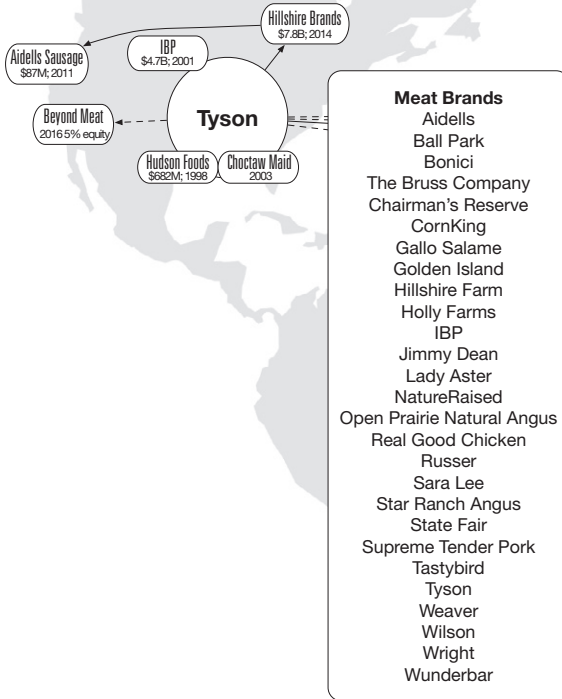 Hillshire Brands
$7.8B; 2014
IBP
$4.7B; 2001
Aidells Sausage
$87M; 2011
Beyond Meat
2016 5% equity
Tyson
Hudson Foods
$682M; 1998
Choctaw Maid
2003
Meat Brands
Aidells
Ball Park
Bonici
The Bruss Company
Chairman's Reserve
CornKing
Gallo Salame
Golden Island
Hillshire Farm
Holly Farms
IBP
Jimmy Dean
Lady Aster
NatureRaised
Open Prairie Natural Angus
Real Good Chicken
Russer
Sara Lee
Star Ranch Angus
State Fair
Supreme Tender Pork
Tastybird
Tyson
Weaver
Wilson
Wright
Wunderbar